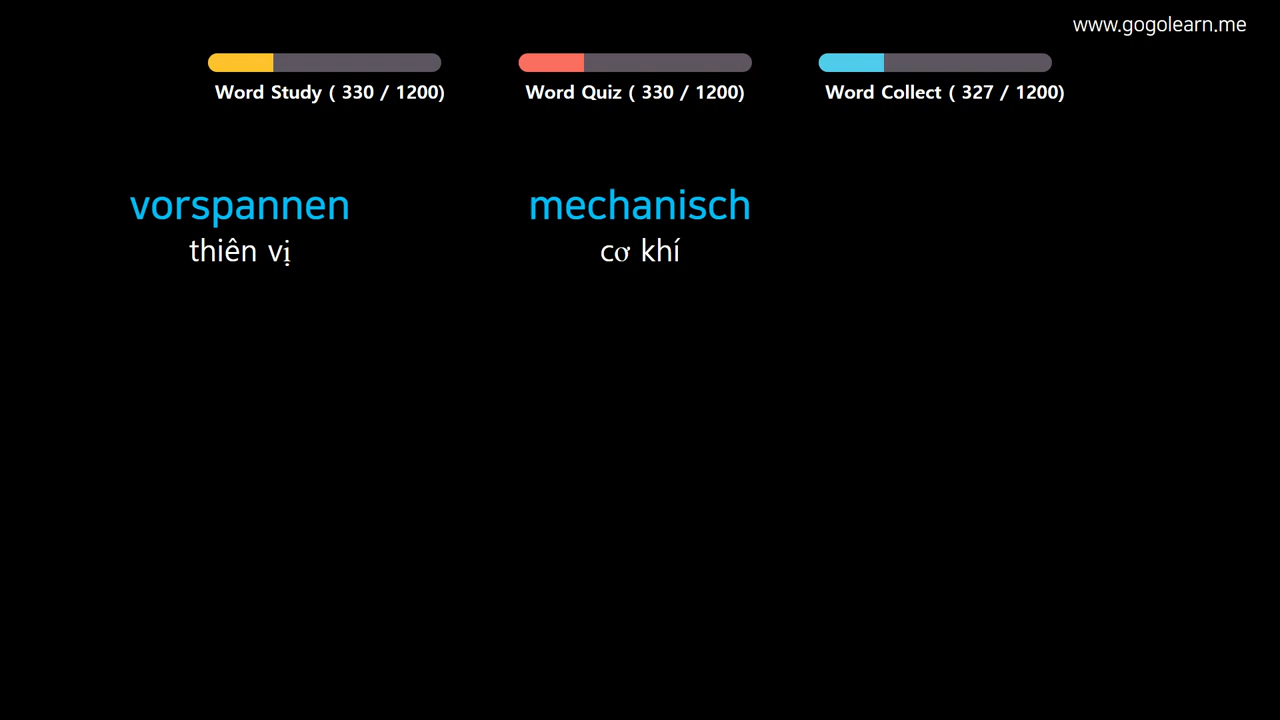 www.gogolearn.me
Word Study ( 330 / 1200)
Word Quiz ( 330 / 1200)
Word Collect ( 327 / 1200)
vorspannen
thiên vị
mechanisch
cơ khí